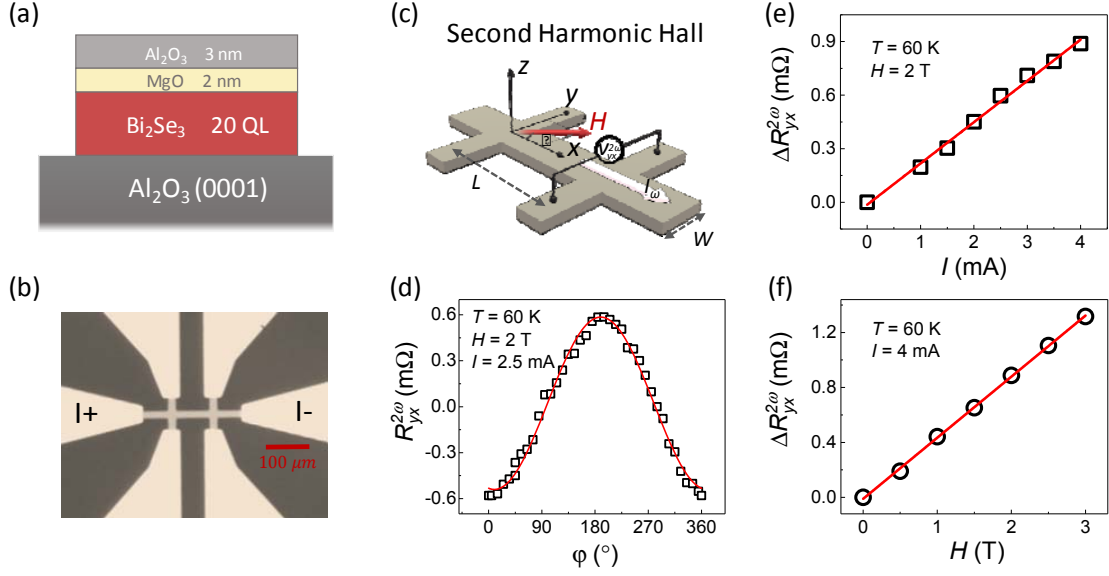 (a)
Al₂O₃ 3 nm
MgO 2 nm
Bi₂Se₃ 20 QL
Al₂O₃ (0001)
(b)
I+
I-
100 μm
(c)
Second Harmonic Hall
z
y
H
x
V²ω
yx
Iω
L
W
(d)
T = 60 K
H = 2 T
I = 2.5 mA
0.6
0.3
0.0
-0.3
-0.6
R²ω
yx (mΩ)
0 90 180 270 360
φ (°)
(e)
T = 60 K
H = 2 T
0.9
0.6
0.3
0.0
ΔR²ω
yx (mΩ)
0 1 2 3 4
I (mA)
(f)
T = 60 K
I = 4 mA
1.2
0.8
0.4
0.0
ΔR²ω
yx (mΩ)
0 1 2 3
H (T)